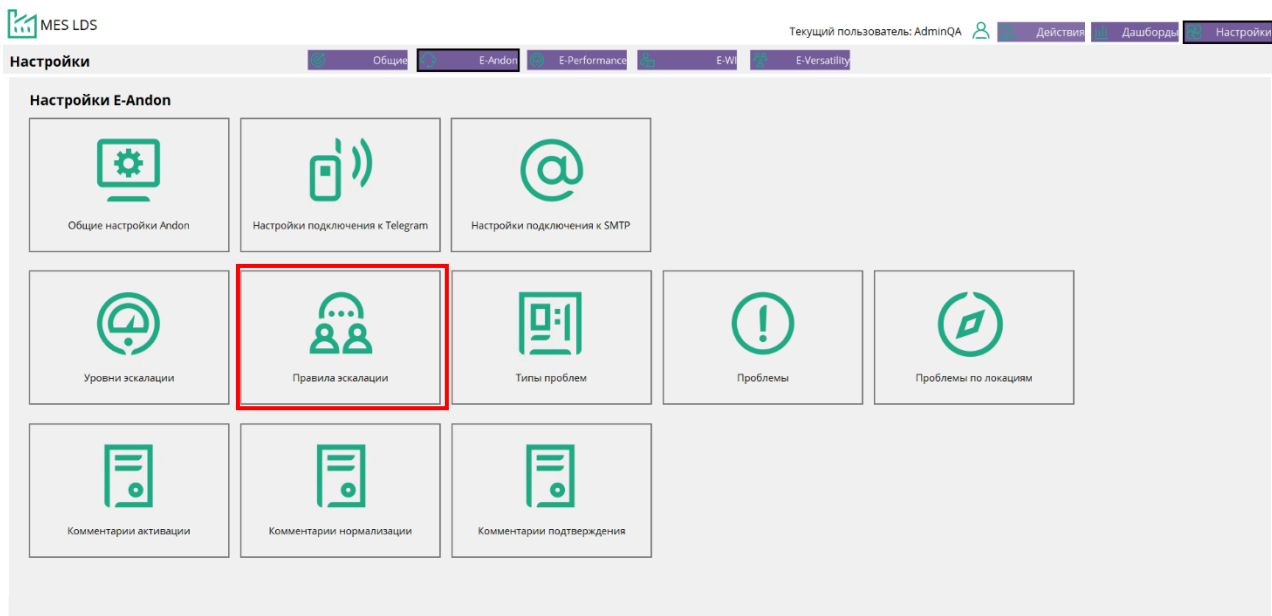 MES LDS
Текущий пользователь: AdminQA
Действия
Дашборды
Настройки
Настройки
Общие
E-Andon
E-Performance
E-WI
E-Versatility
Настройки E-Andon
Общие настройки Andon
Настройки подключения к Telegram
Настройки подключения к SMTP
Уровни эскалации
Правила эскалации
Типы проблем
Проблемы
Проблемы по локациям
Комментарии активации
Комментарии нормализации
Комментарии подтверждения